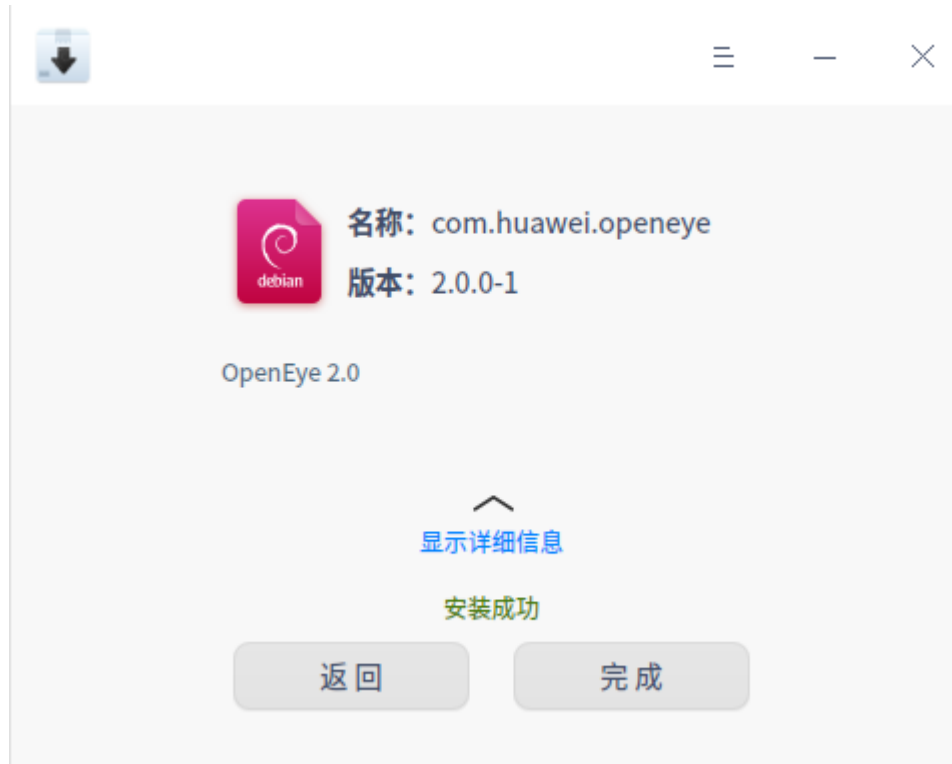 debian
名称：com.huawei.openeye
版本：2.0.0-1
OpenEye 2.0
显示详细信息
安装成功
返回 完成